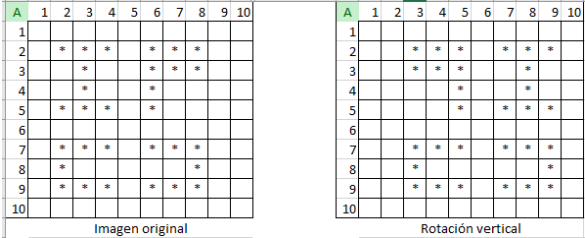 A 1 2 3 4 5 6 7 8 9 10 A 1 2 3 4 5 6 7 8 9 10
1 1
2 * * * * * * 2 * * * * * *
3 * * * * 3 * * * *
4 * * 4 * *
5 * * * * 5 * * * *
6 6
7 * * * * * * 7 * * * * * *
8 * * 8 * *
9 * * * * * * 9 * * * * * *
10 10
Imagen original Rotación vertical